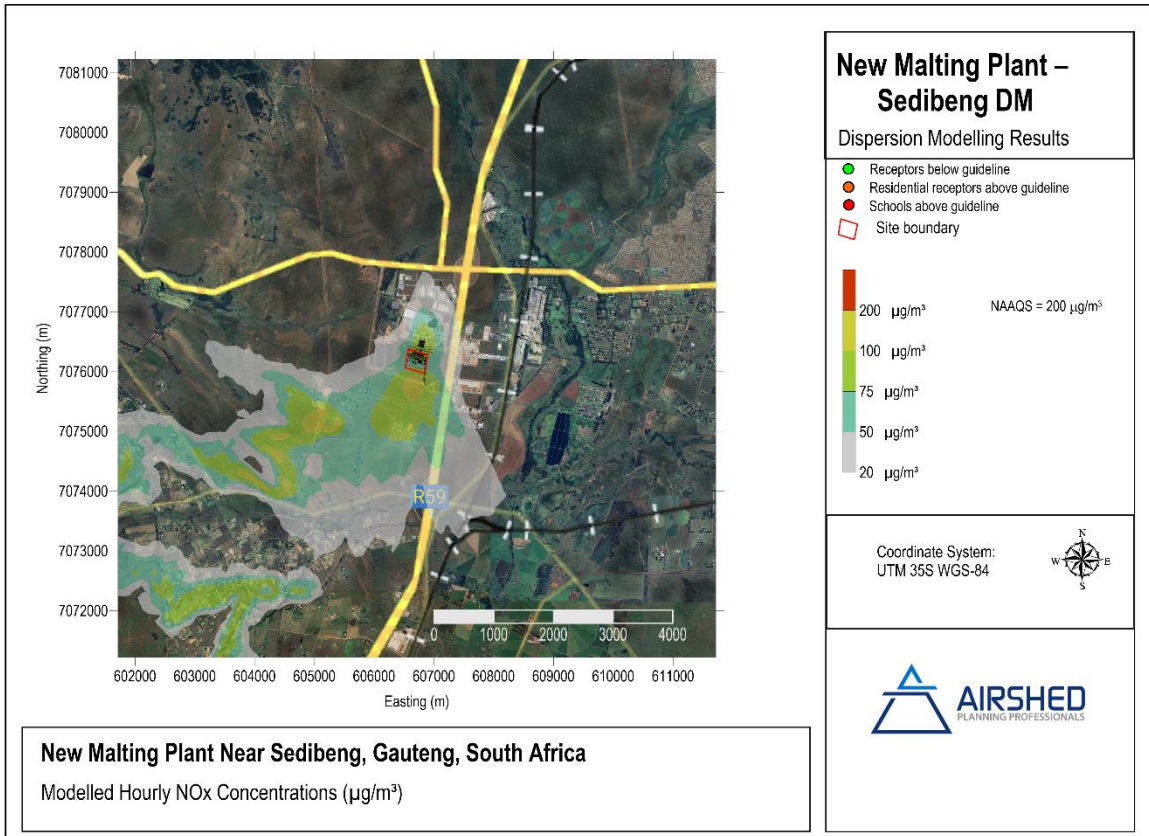 7081000
7080000
7079000
7078000
7077000
7076000
7075000
7074000
7073000
7072000
Northing (m)
R59
0 1000 2000 3000 4000
602000 603000 604000 605000 606000 607000 608000 609000 610000 611000
Easting (m)
New Malting Plant –
Sedibeng DM
Dispersion Modelling Results
Receptors below guideline
Residential receptors above guideline
Schools above guideline
Site boundary
200 µg/m³
100 µg/m³
75 µg/m³
50 µg/m³
20 µg/m³
NAAQS = 200 µg/m³
Coordinate System:
UTM 35S WGS-84
N
W E
S
AIRSHED
PLANNING PROFESSIONALS
New Malting Plant Near Sedibeng, Gauteng, South Africa
Modelled Hourly NOx Concentrations (µg/m³)